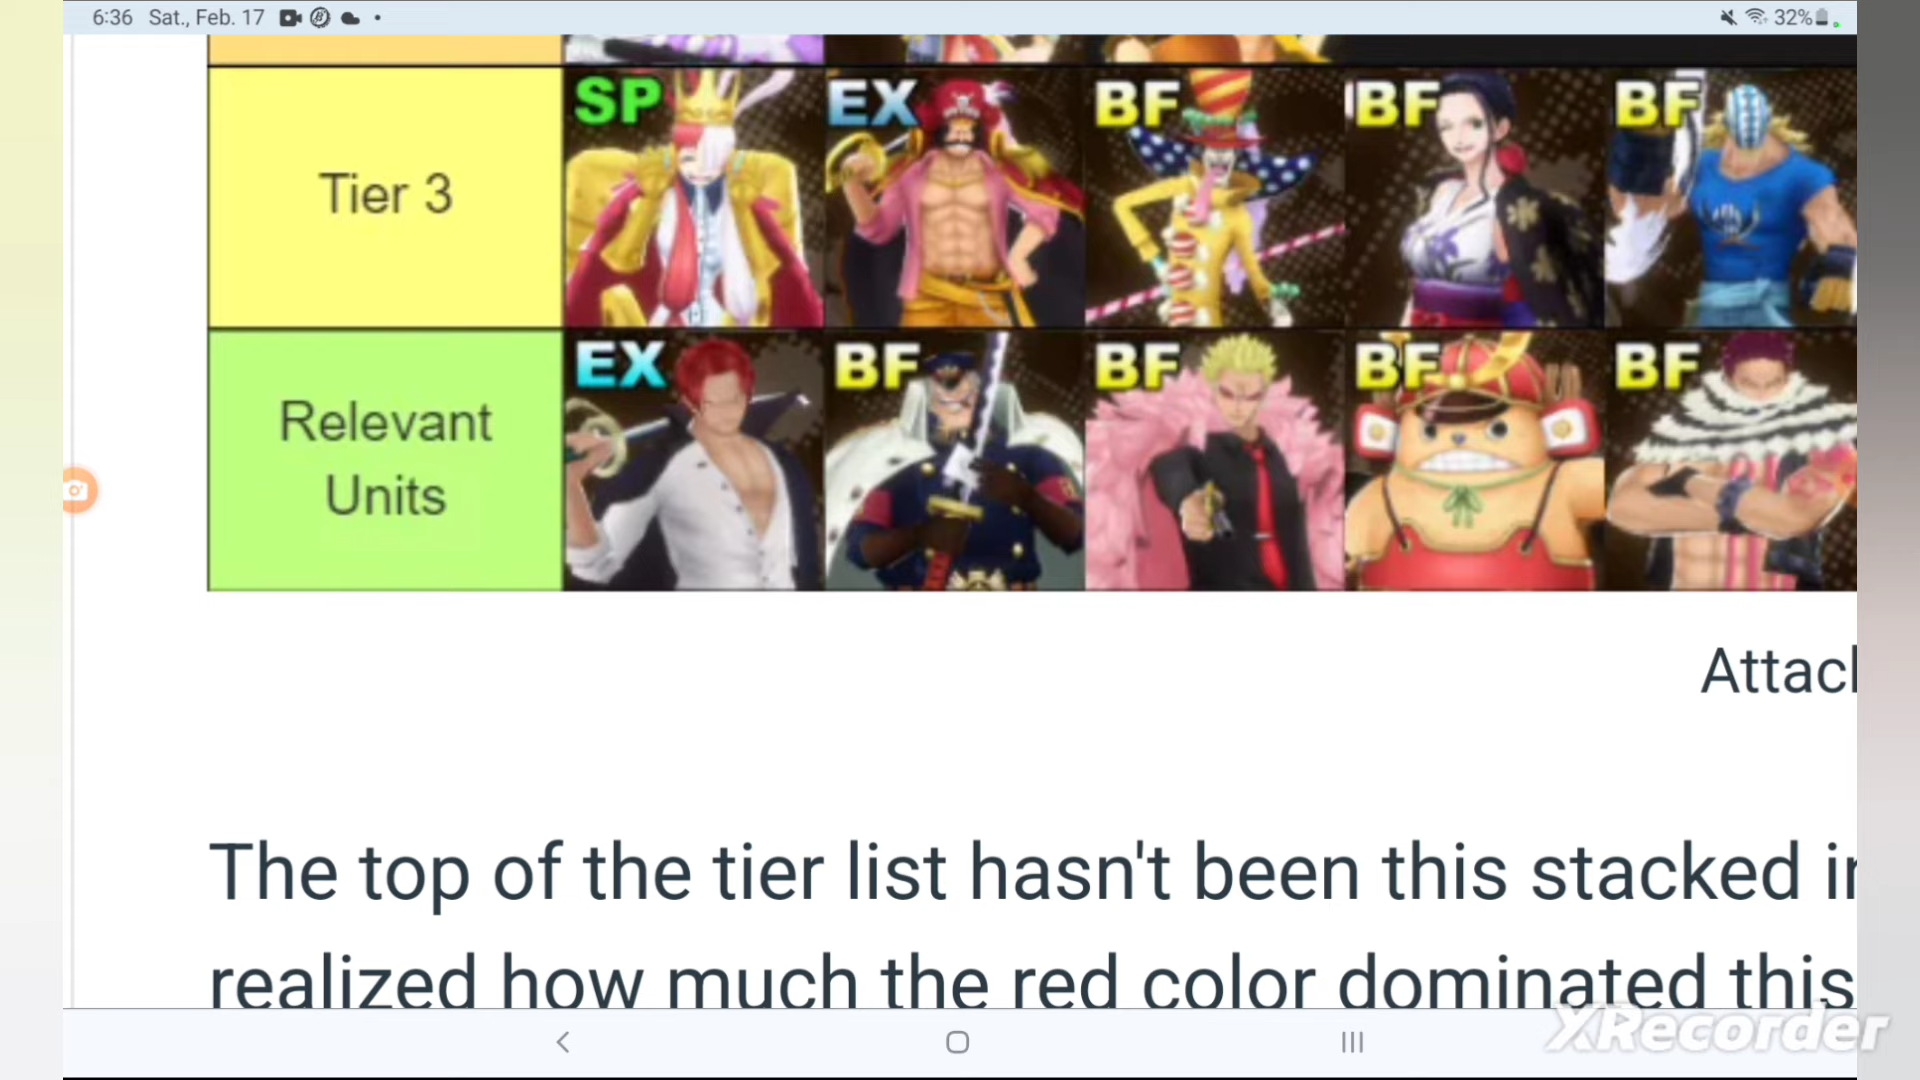 6:36 Sat., Feb. 17
32%
Tier 3
SP
EX
BF
BF
BF
Relevant
Units
EX
BF
BF
BF
BF
Attack
The top of the tier list hasn't been this stacked in
realized how much the red color dominated this
XRecorder